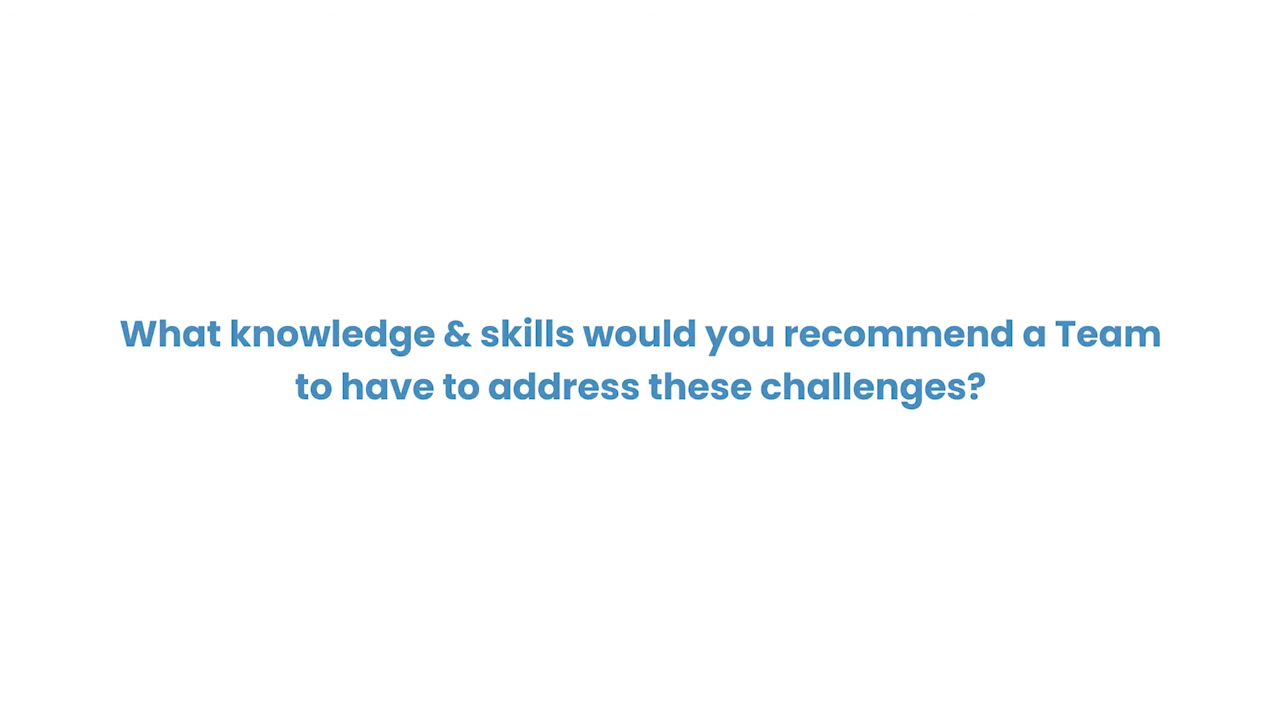 What knowledge & skills would you recommend a Team
to have to address these challenges?